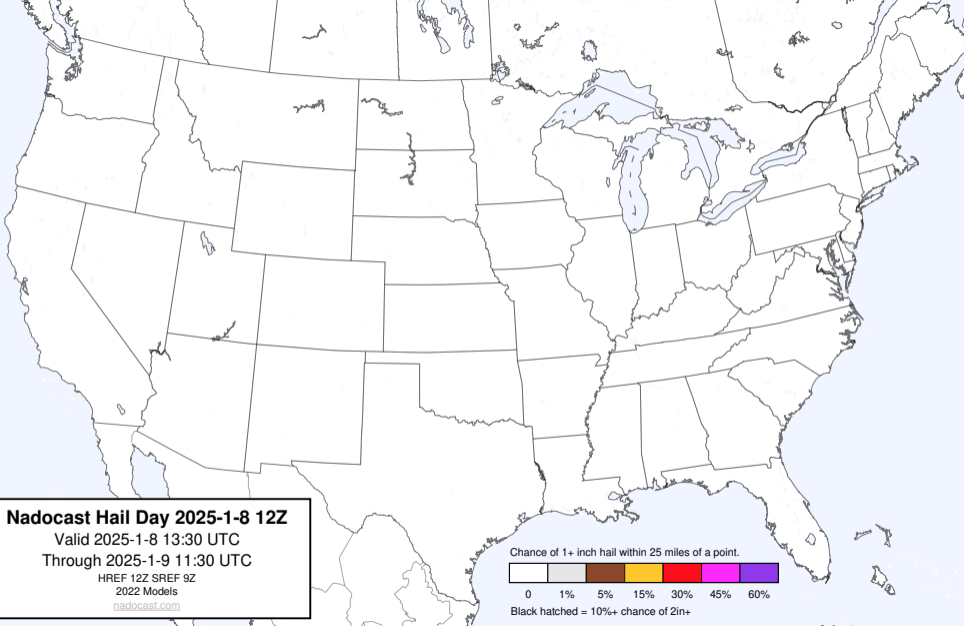 Nadocast Hail Day 2025-1-8 12Z
Valid 2025-1-8 13:30 UTC
Through 2025-1-9 11:30 UTC
HREF 12Z SREF 9Z
2022 Models
nadocast.com
Chance of 1+ inch hail within 25 miles of a point.
0 1% 5% 15% 30% 45% 60%
Black hatched = 10%+ chance of 2in+